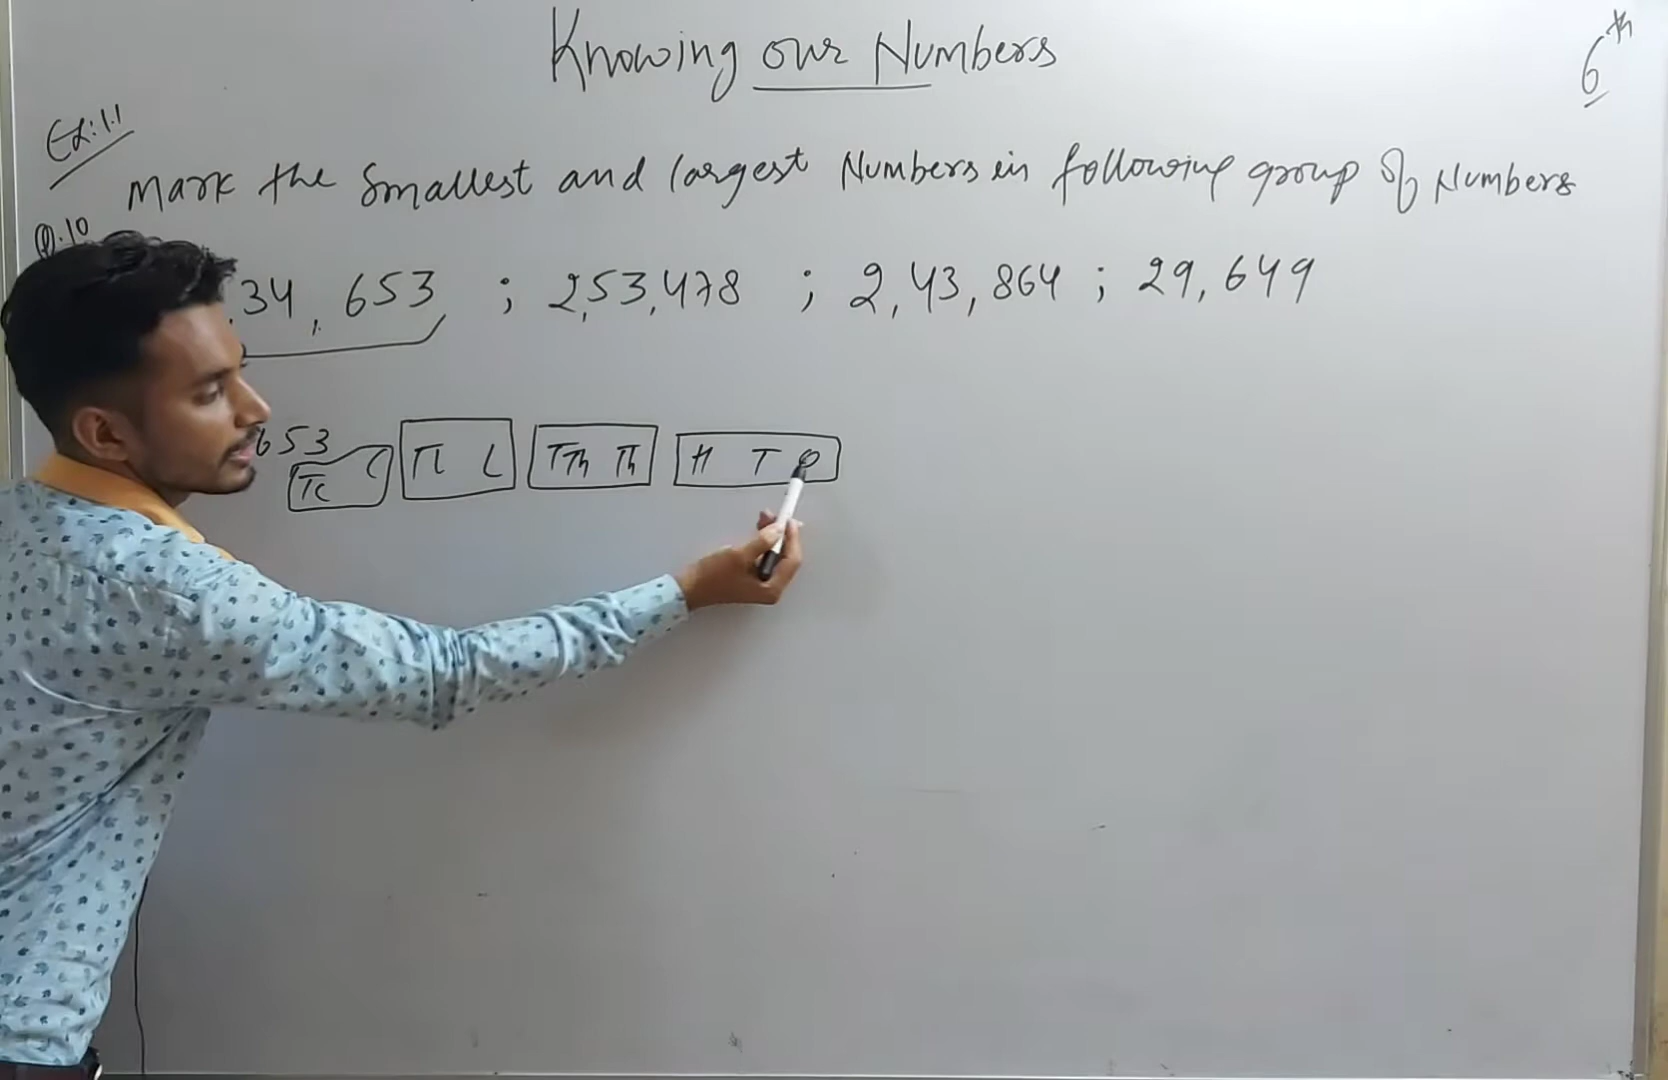 Knowing our Numbers
6th
Ex:1.1
Mark the Smallest and largest Numbers in following group of Numbers
Q.10
34,653 ; 2,53,478 ; 2,43,864 ; 29,649
653
TC C TL L TTh Th H T O